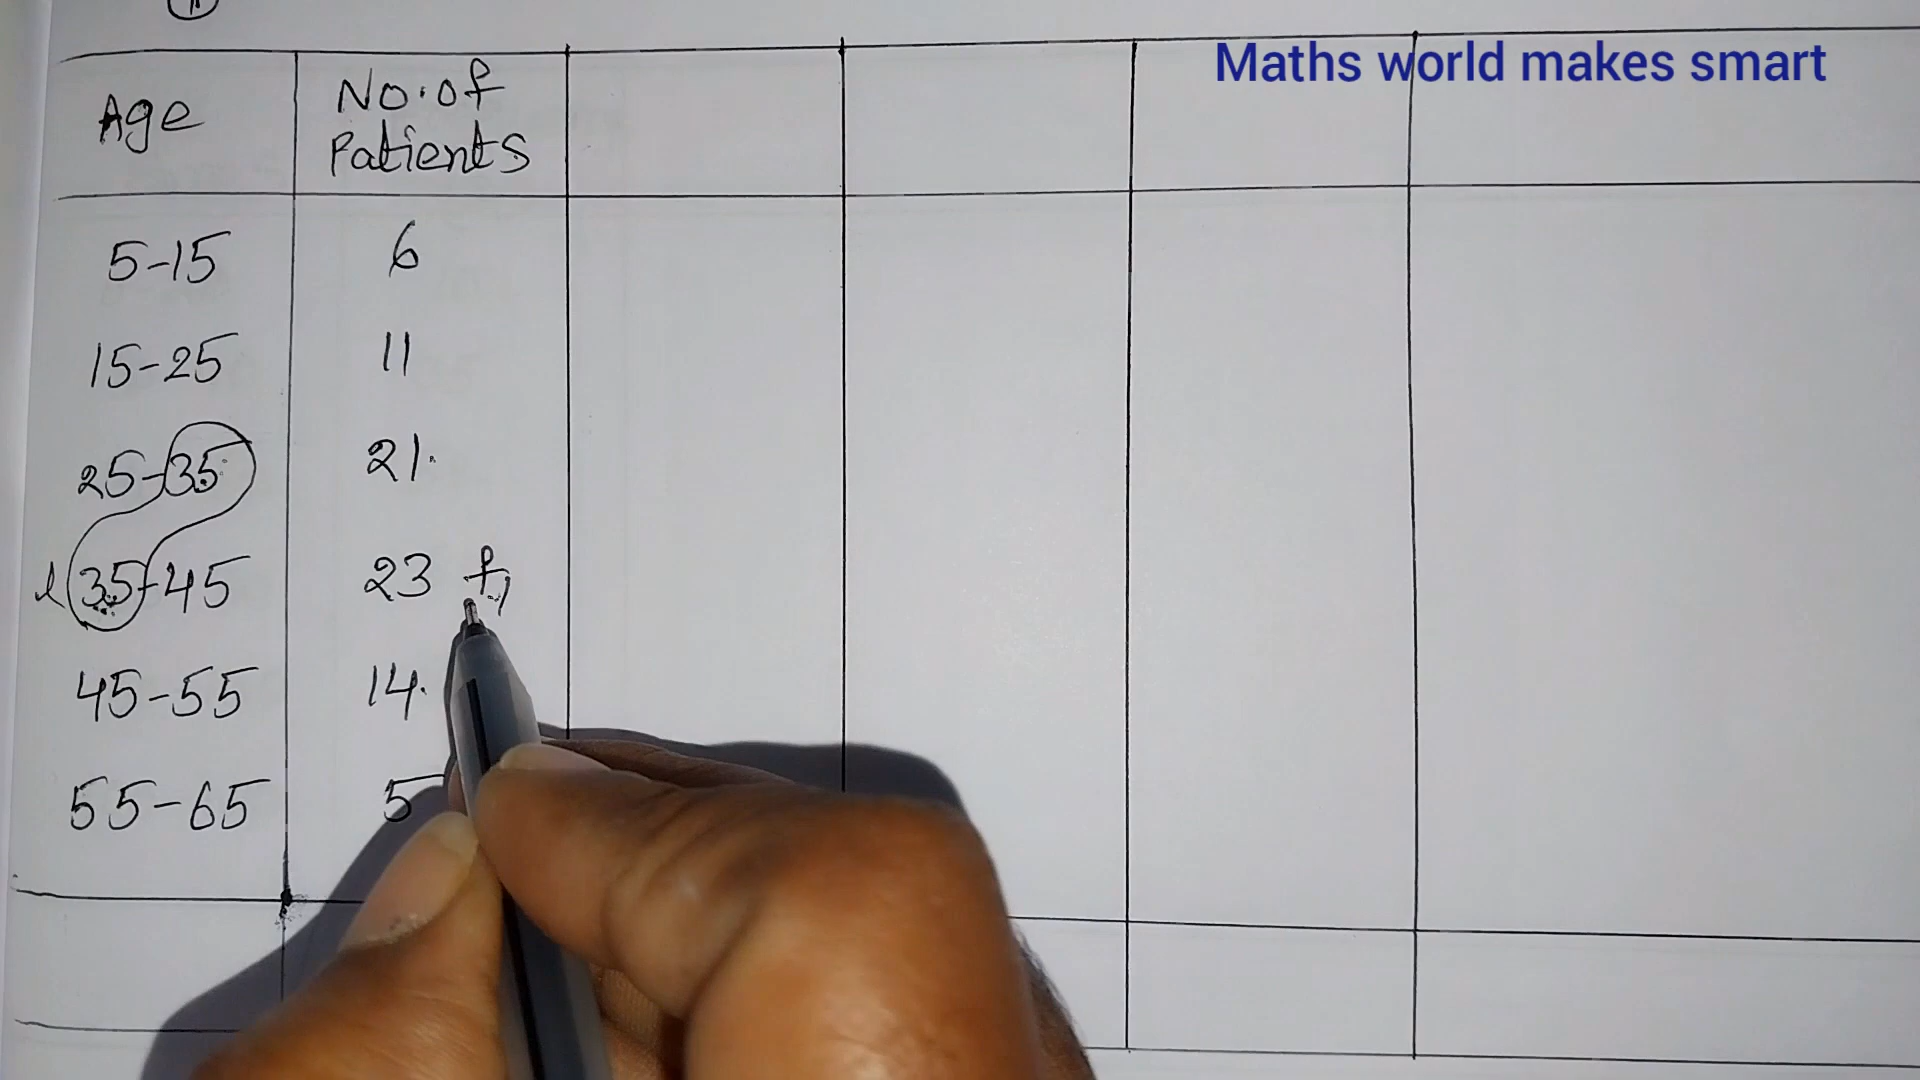 Maths world makes smart
Age
No. of
Patients
5-15 6
15-25 11
25-35 21.
l 35-45 23 f1
45-55 14.
55-65 5